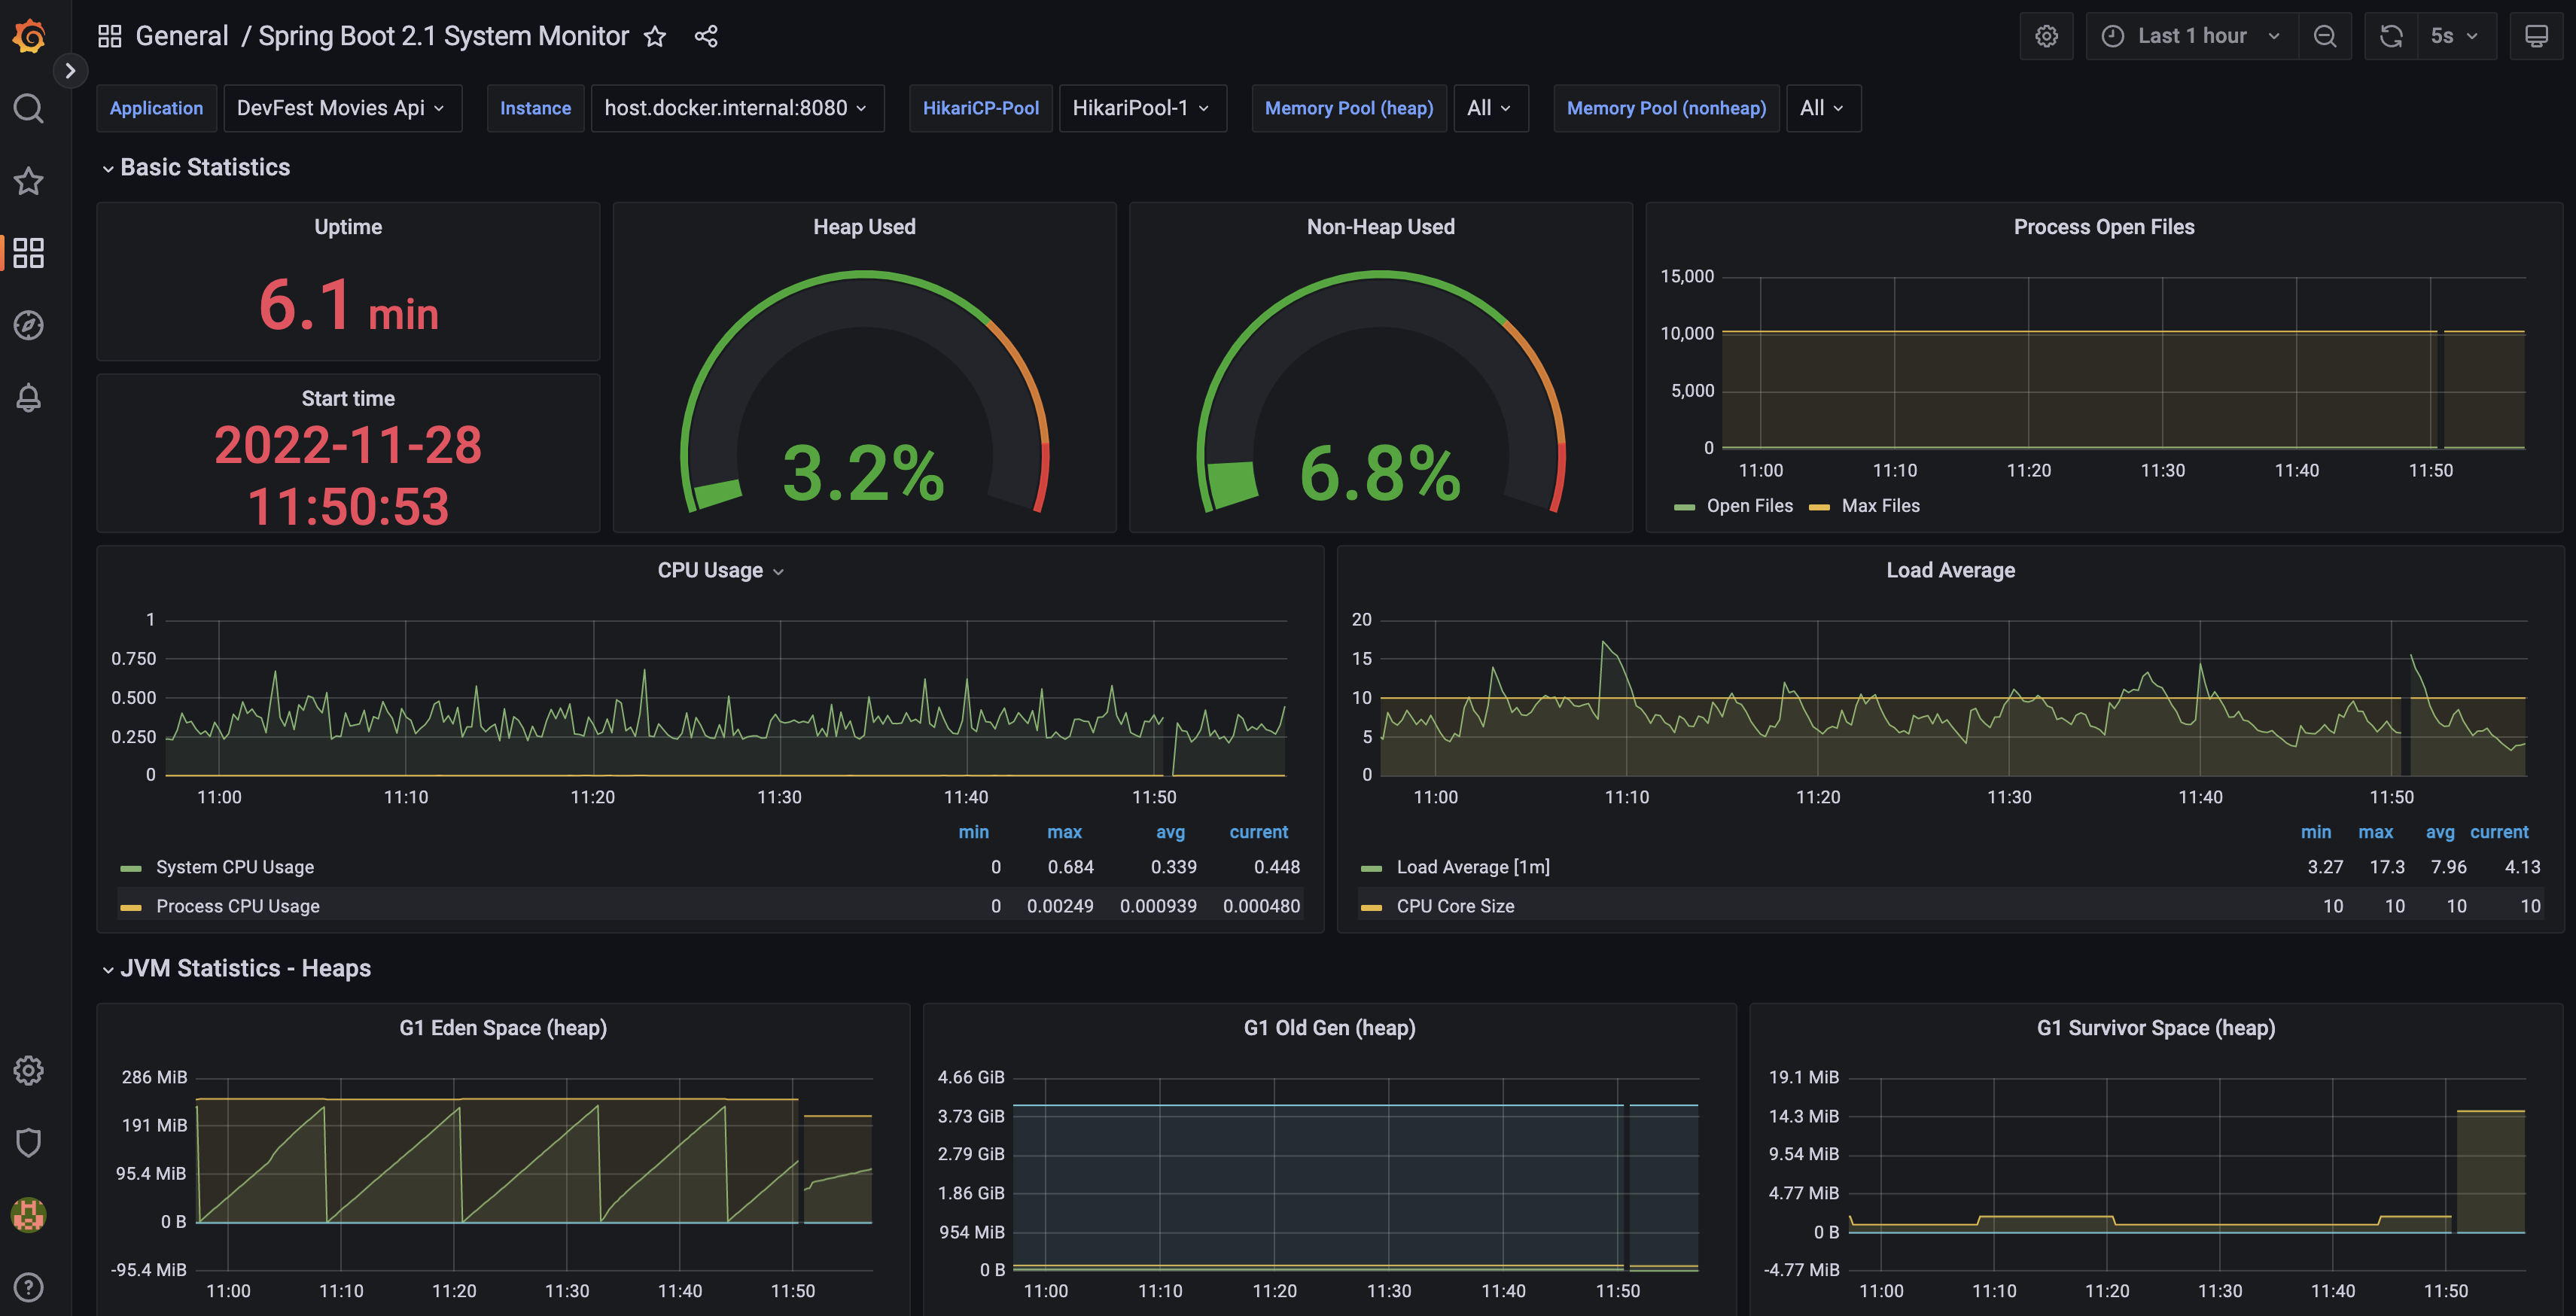 General / Spring Boot 2.1 System Monitor
Last 1 hour
5s
Application DevFest Movies Api Instance host.docker.internal:8080 HikariCP-Pool HikariPool-1 Memory Pool (heap) All Memory Pool (nonheap) All
Basic Statistics
Uptime
6.1 min
Start time
2022-11-28
11:50:53
Heap Used
3.2%
Non-Heap Used
6.8%
Process Open Files
15,000
10,000
5,000
0
11:00 11:10 11:20 11:30 11:40 11:50
Open Files Max Files
CPU Usage
1
0.750
0.500
0.250
0
11:00 11:10 11:20 11:30 11:40 11:50
min max avg current
System CPU Usage 0 0.684 0.339 0.448
Process CPU Usage 0 0.00249 0.000939 0.000480
Load Average
20
15
10
5
0
11:00 11:10 11:20 11:30 11:40 11:50
min max avg current
Load Average [1m] 3.27 17.3 7.96 4.13
CPU Core Size 10 10 10 10
JVM Statistics - Heaps
G1 Eden Space (heap)
286 MiB
191 MiB
95.4 MiB
0 B
-95.4 MiB
11:00 11:10 11:20 11:30 11:40 11:50
G1 Old Gen (heap)
4.66 GiB
3.73 GiB
2.79 GiB
1.86 GiB
954 MiB
0 B
11:00 11:10 11:20 11:30 11:40 11:50
G1 Survivor Space (heap)
19.1 MiB
14.3 MiB
9.54 MiB
4.77 MiB
0 B
-4.77 MiB
11:00 11:10 11:20 11:30 11:40 11:50